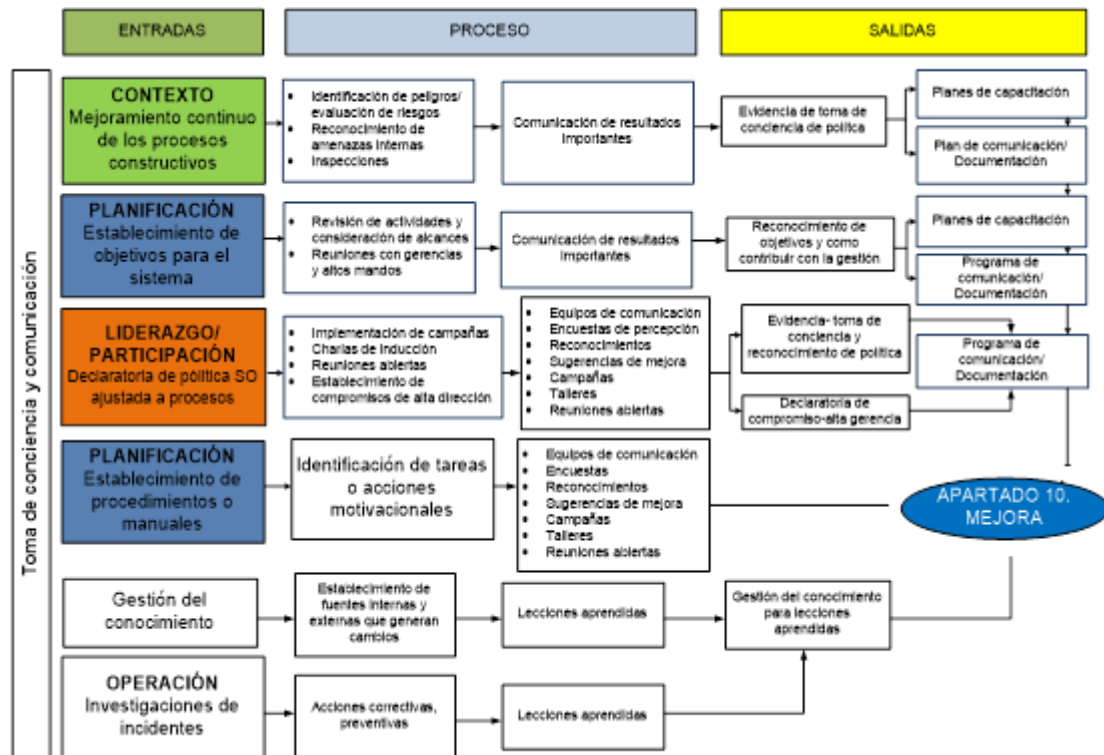 ENTRADAS
PROCESO
SALIDAS
Toma de conciencia y comunicación
CONTEXTO
Mejoramiento continuo
de los procesos
constructivos
• Identificación de peligros/
evaluación de riesgos
• Reconocimiento de
amenazas internas
• Inspecciones
Comunicación de resultados
importantes
Evidencia de toma de
conciencia de política
Planes de capacitación
Plan de comunicación/
Documentación
PLANIFICACIÓN
Establecimiento de
objetivos para el
sistema
• Revisión de actividades y
consideración de alcances
• Reuniones con gerencias
y altos mandos
Comunicación de resultados
importantes
Reconocimiento de
objetivos y como
contribuir con la gestión
Planes de capacitación
Programa de
comunicación/
Documentación
LIDERAZGO/
PARTICIPACIÓN
Declaratoria de política SO
ajustada a procesos
• Implementación de campañas
• Charlas de inducción
• Reuniones abiertas
• Establecimiento de
compromisos de alta dirección
• Equipos de comunicación
• Encuestas de percepción
• Reconocimientos
• Sugerencias de mejora
• Campañas
• Talleres
• Reuniones abiertas
Evidencia- toma de
conciencia y
reconocimiento de política
Declaratoria de
compromiso-alta gerencia
Programa de
comunicación/
Documentación
PLANIFICACIÓN
Establecimiento de
procedimientos o
manuales
Identificación de tareas
o acciones
motivacionales
• Equipos de comunicación
• Encuestas
• Reconocimientos
• Sugerencias de mejora
• Campañas
• Talleres
• Reuniones abiertas
APARTADO 10.
MEJORA
Gestión del
conocimiento
Establecimiento de
fuentes internas y
externas que generan
cambios
Lecciones aprendidas
Gestión del conocimiento
para lecciones
aprendidas
OPERACIÓN
Investigaciones de
incidentes
Acciones correctivas,
preventivas
Lecciones aprendidas